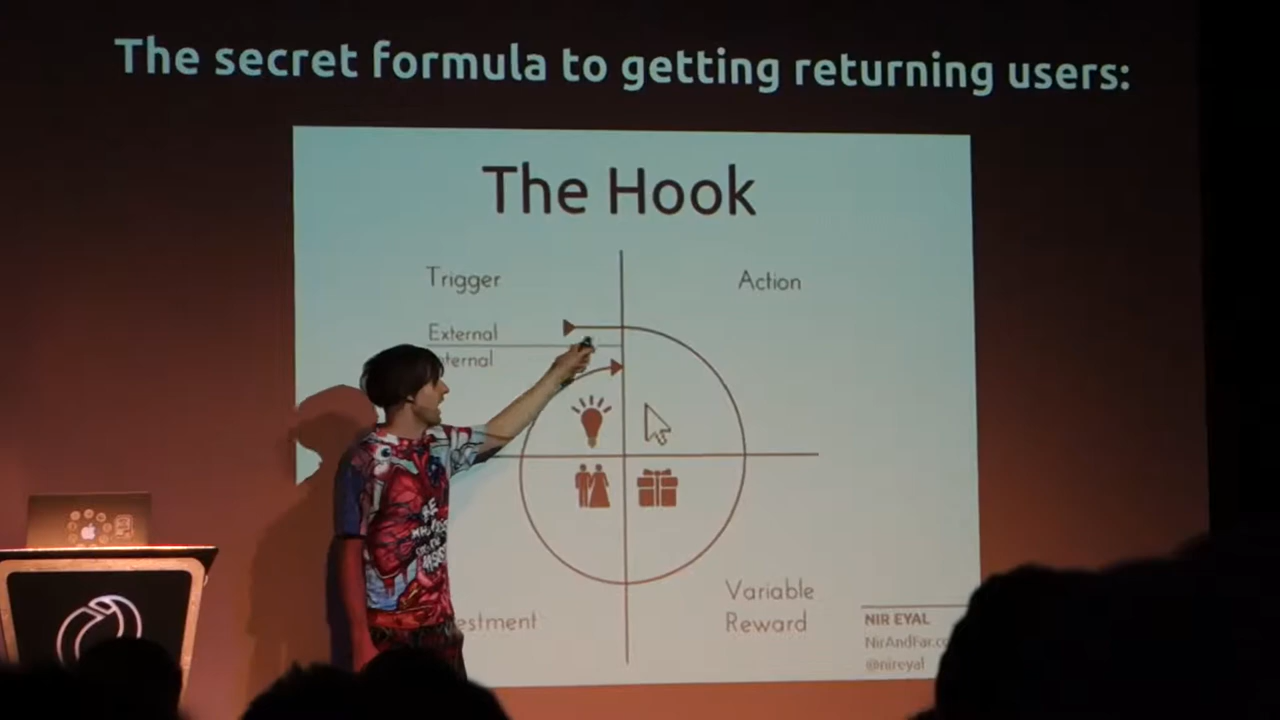 The secret formula to getting returning users:
The Hook
Trigger
Action
External
ternal
estment
Variable
Reward
NIR EYAL
NirAndFar.co
@nireyal